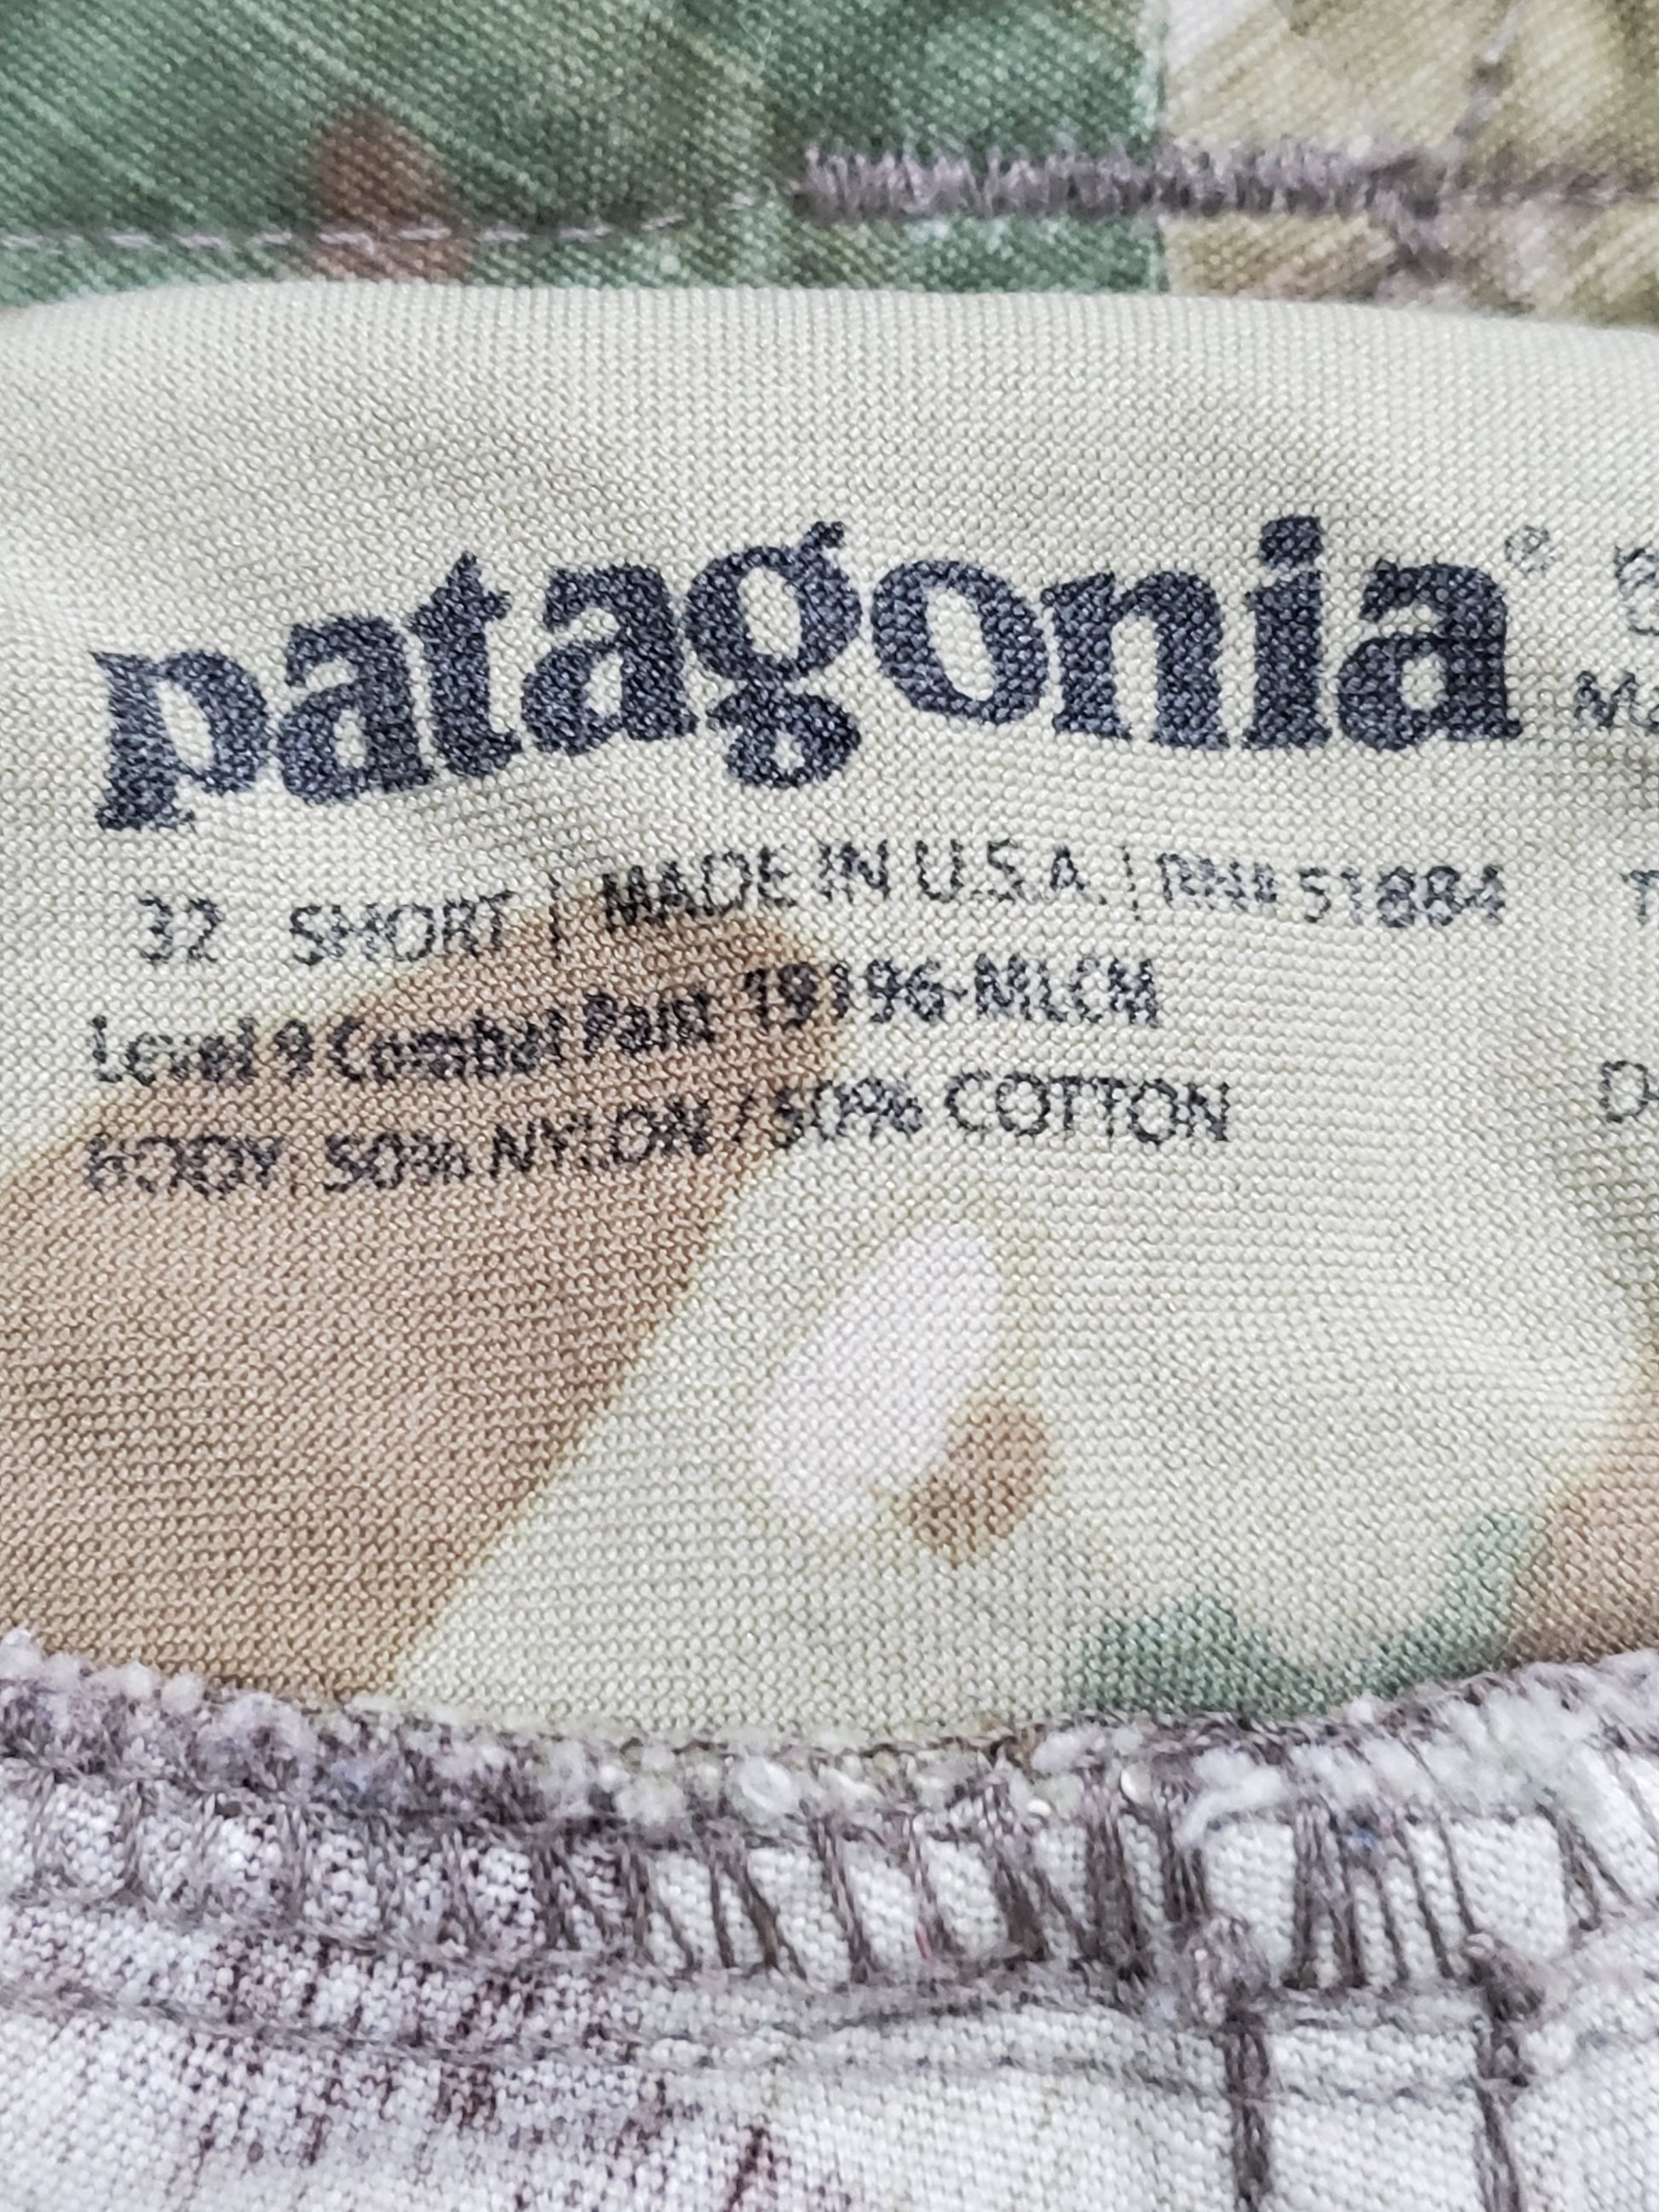 patagonia®
32 SHORT | MADE IN U.S.A. | RN# 51884
Level 9 Combat Pant 19196-MLCM
BODY: 50% NYLON / 50% COTTON